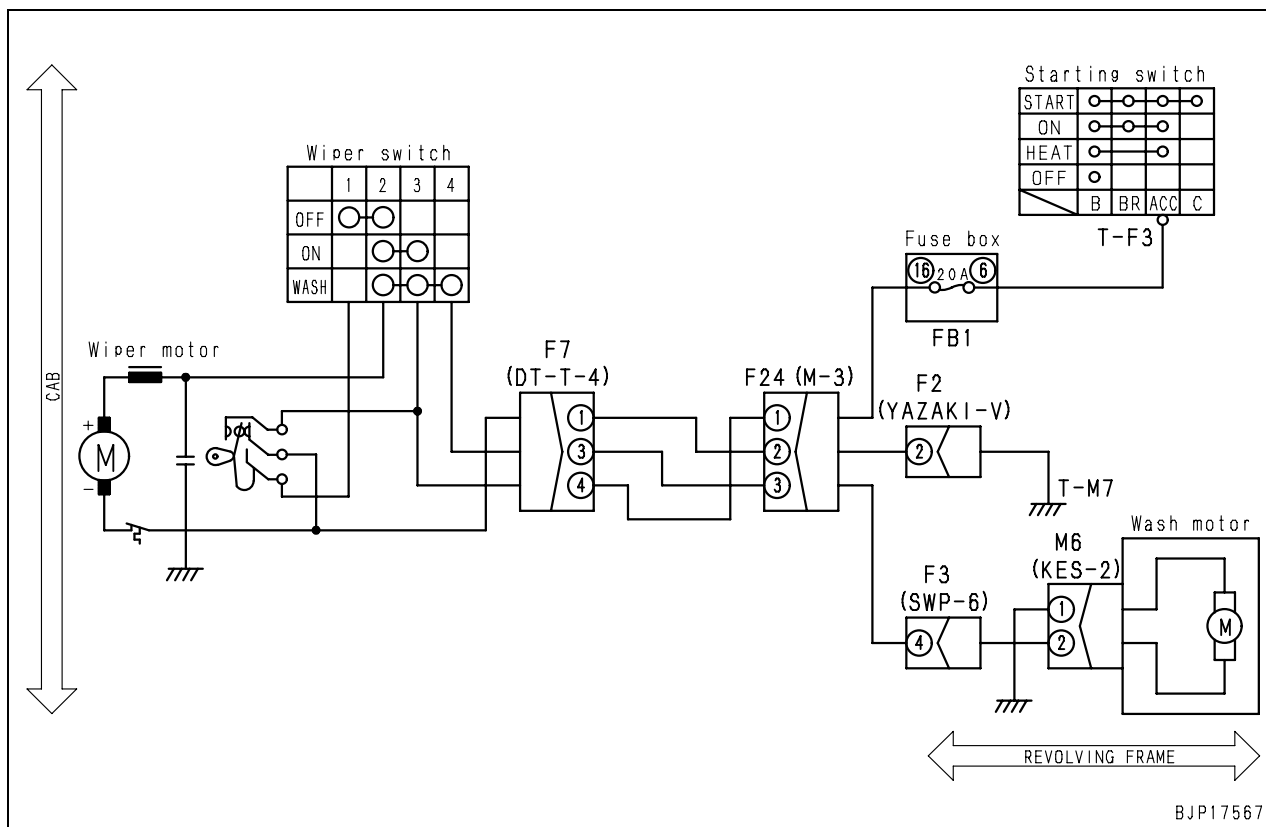 CAB
Starting switch
START
ON
HEAT
OFF
B BR ACC C
T-F3
Wiper switch
1 2 3 4
OFF
ON
WASH
Fuse box
16 20A 6
FB1
Wiper motor
+
M
-
F7
(DT-T-4)
1
3
4
F24 (M-3)
1
2
3
F2
(YAZAKI-V)
2
T-M7
Wash motor
M6
(KES-2)
1
2
M
F3
(SWP-6)
4
REVOLVING FRAME
BJP17567